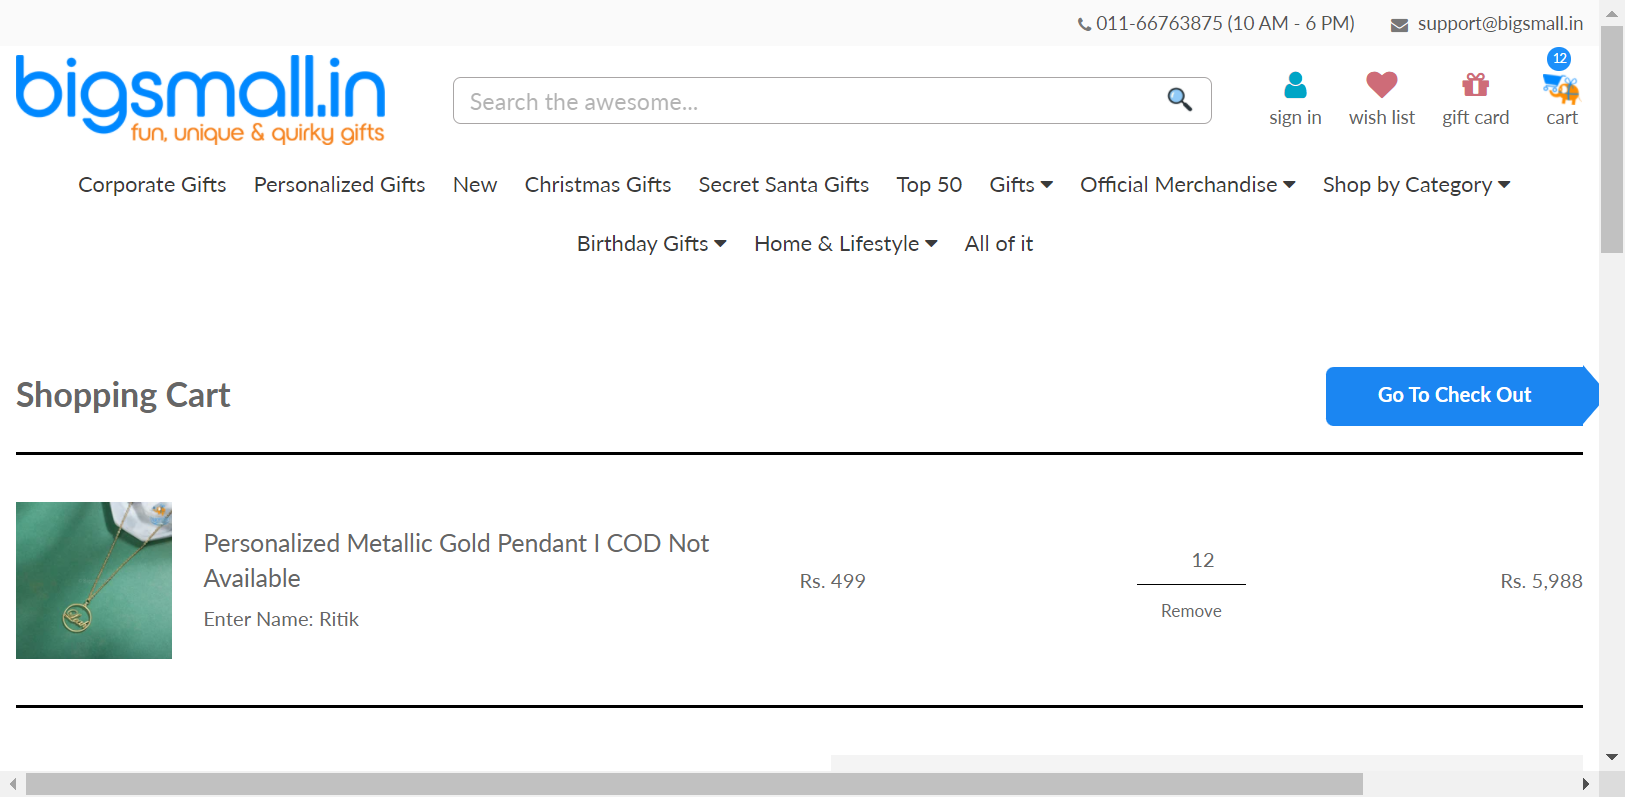 011-66763875 (10 AM - 6 PM) support@bigsmall.in
12
bigsmall.in
fun, unique & quirky gifts
Search the awesome...
sign in wish list gift card cart
Corporate Gifts Personalized Gifts New Christmas Gifts Secret Santa Gifts Top 50 Gifts Official Merchandise Shop by Category
Birthday Gifts Home & Lifestyle All of it
Shopping Cart
Go To Check Out
Personalized Metallic Gold Pendant I COD Not
Available
Enter Name: Ritik
Rs. 499
12
Remove
Rs. 5,988